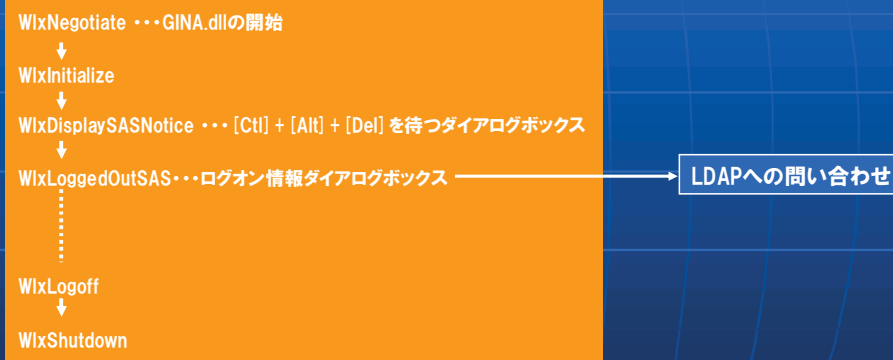 WlxNegotiate ・・・GINA.dllの開始
WlxInitialize
WlxDisplaySASNotice ・・・[Ctl] + [Alt] + [Del] を待つダイアログボックス
WlxLoggedOutSAS・・・ログオン情報ダイアログボックス
LDAPへの問い合わせ
WlxLogoff
WlxShutdown